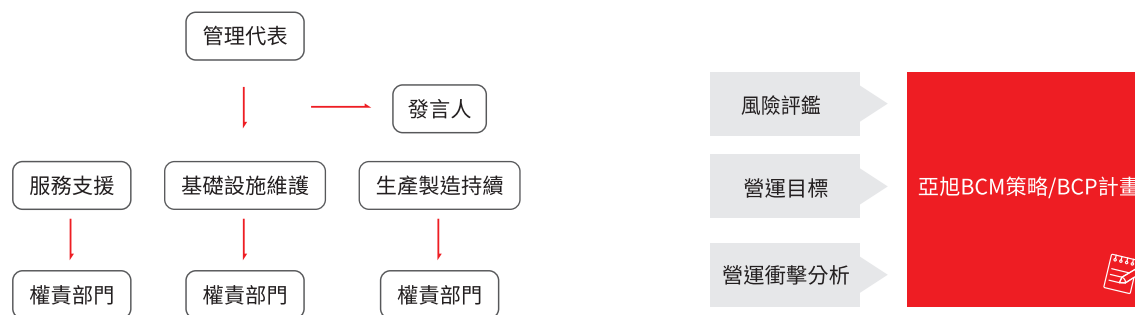 管理代表
發言人
服務支援
基礎設施維護
生產製造持續
權責部門
權責部門
權責部門
風險評鑑
營運目標
營運衝擊分析
亞旭BCM策略/BCP計畫